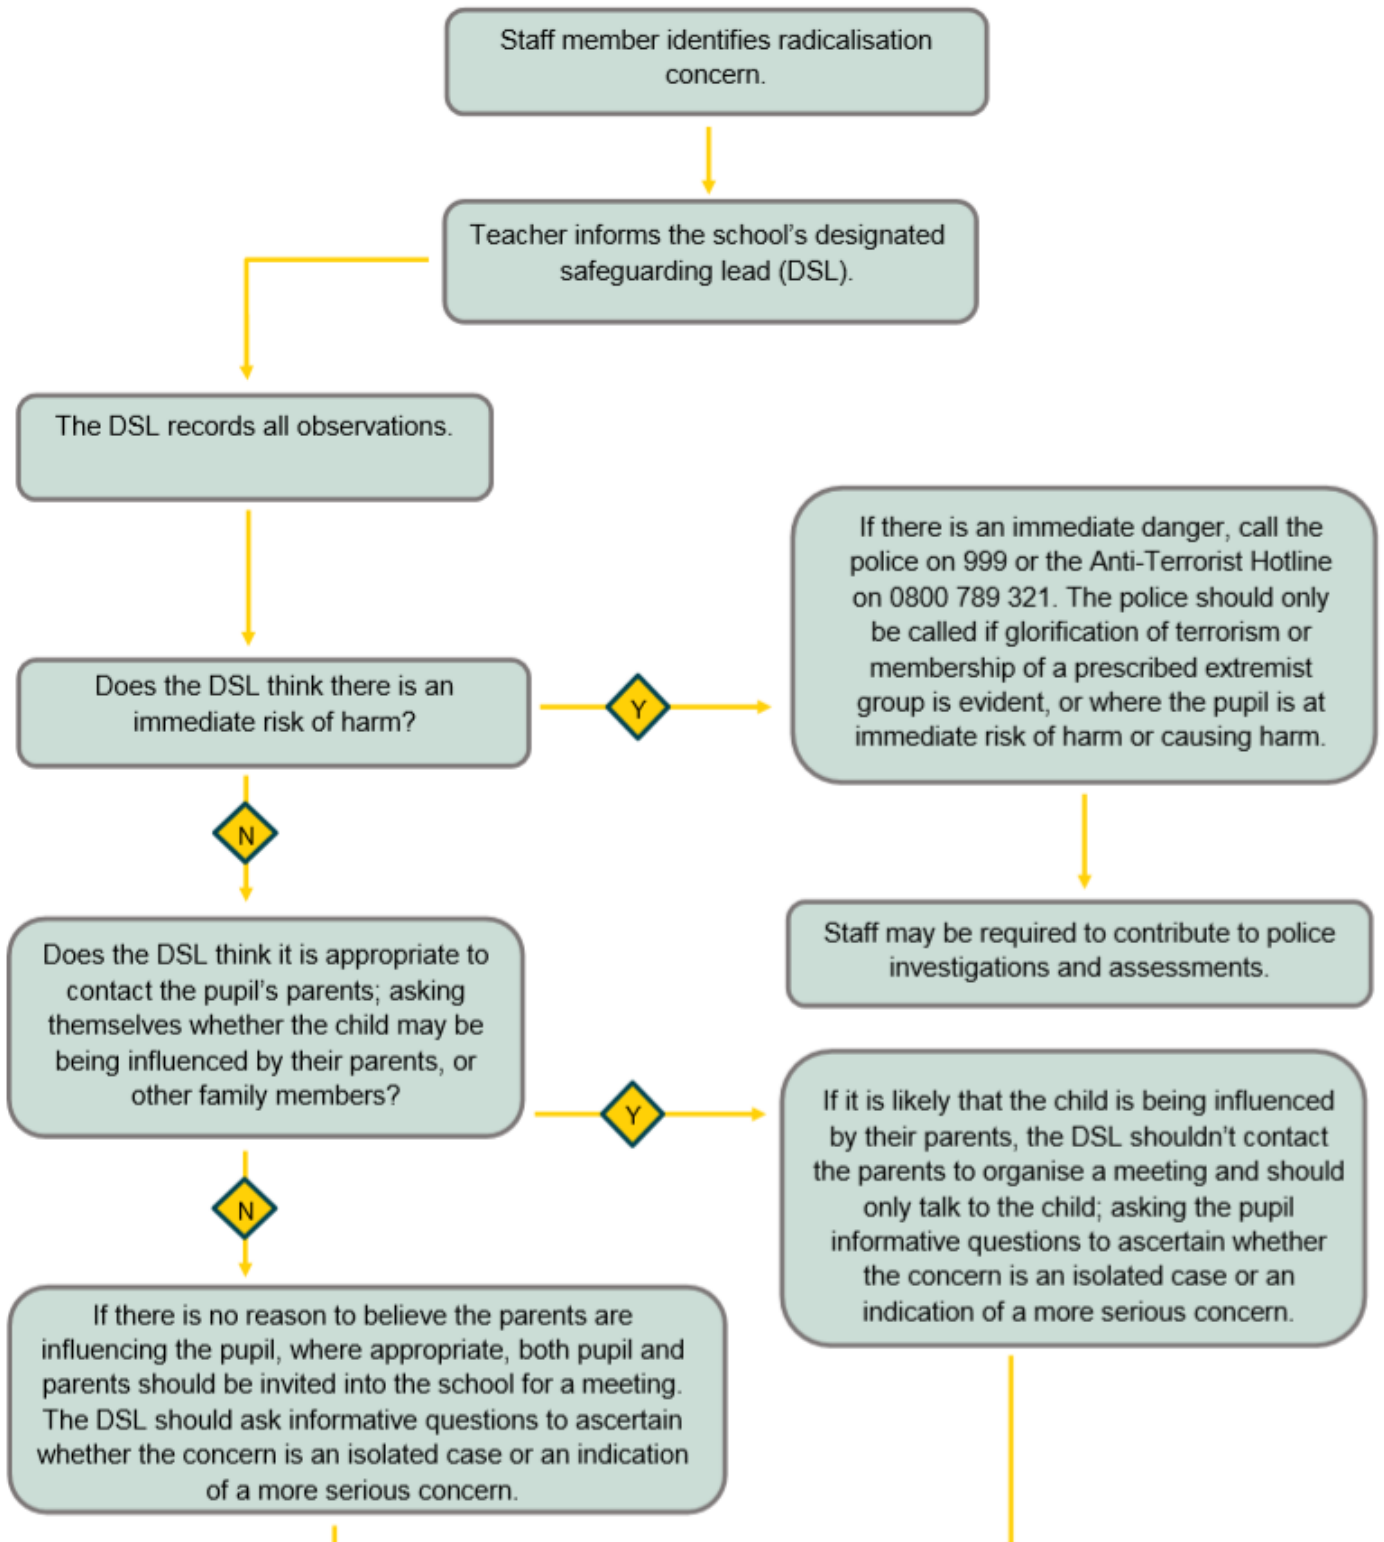 Staff member identifies radicalisation
concern.
Teacher informs the school's designated
safeguarding lead (DSL).
The DSL records all observations.
If there is an immediate danger, call the
police on 999 or the Anti-Terrorist Hotline
on 0800 789 321. The police should only
be called if glorification of terrorism or
membership of a prescribed extremist
group is evident, or where the pupil is at
immediate risk of harm or causing harm.
Does the DSL think there is an
immediate risk of harm?
Y
N
Staff may be required to contribute to police
investigations and assessments.
Does the DSL think it is appropriate to
contact the pupil's parents; asking
themselves whether the child may be
being influenced by their parents, or
other family members?
Y
If it is likely that the child is being influenced
by their parents, the DSL shouldn't contact
the parents to organise a meeting and should
only talk to the child; asking the pupil
informative questions to ascertain whether
the concern is an isolated case or an
indication of a more serious concern.
N
If there is no reason to believe the parents are
influencing the pupil, where appropriate, both pupil and
parents should be invited into the school for a meeting.
The DSL should ask informative questions to ascertain
whether the concern is an isolated case or an indication
of a more serious concern.